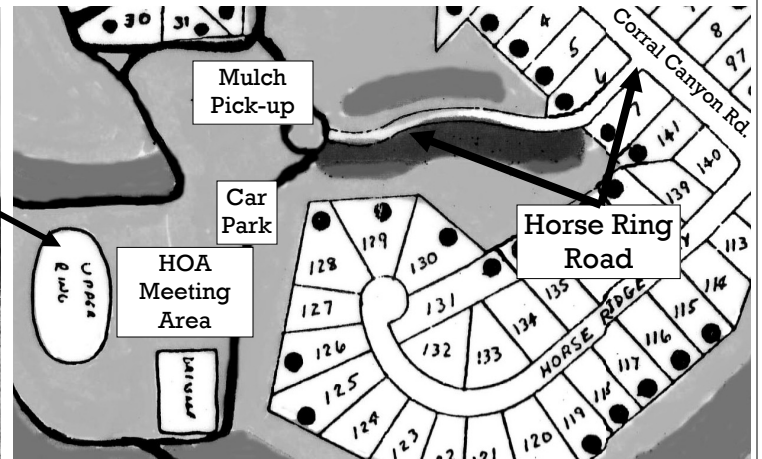 30
31
4
5
6
7
8
97
Corral Canyon Rd.
Mulch
Pick-up
141
140
139
Car
Park
Horse Ring
Road
HOA
Meeting
Area
UPPER
RING
128
129
130
127
131
126
132
133
134
135
125
124
123
122
121
120
119
118
117
116
115
114
113
HORSE RIDGE